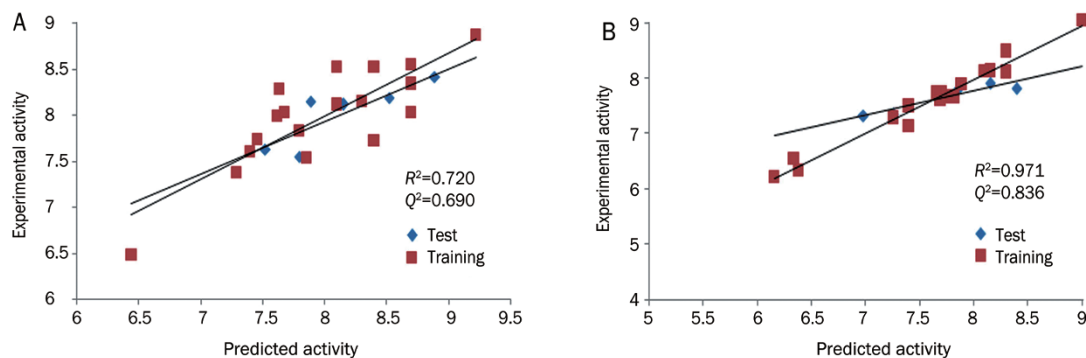 A
Experimental activity
9
8.5
8
7.5
7
6.5
6
R²=0.720
Q²=0.690
Test
Training
6 6.5 7 7.5 8 8.5 9 9.5
Predicted activity
B
Experimental activity
9
8
7
6
5
4
R²=0.971
Q²=0.836
Test
Training
5 5 6 6.5 7 7.5 8 8.5 9
Predicted activity